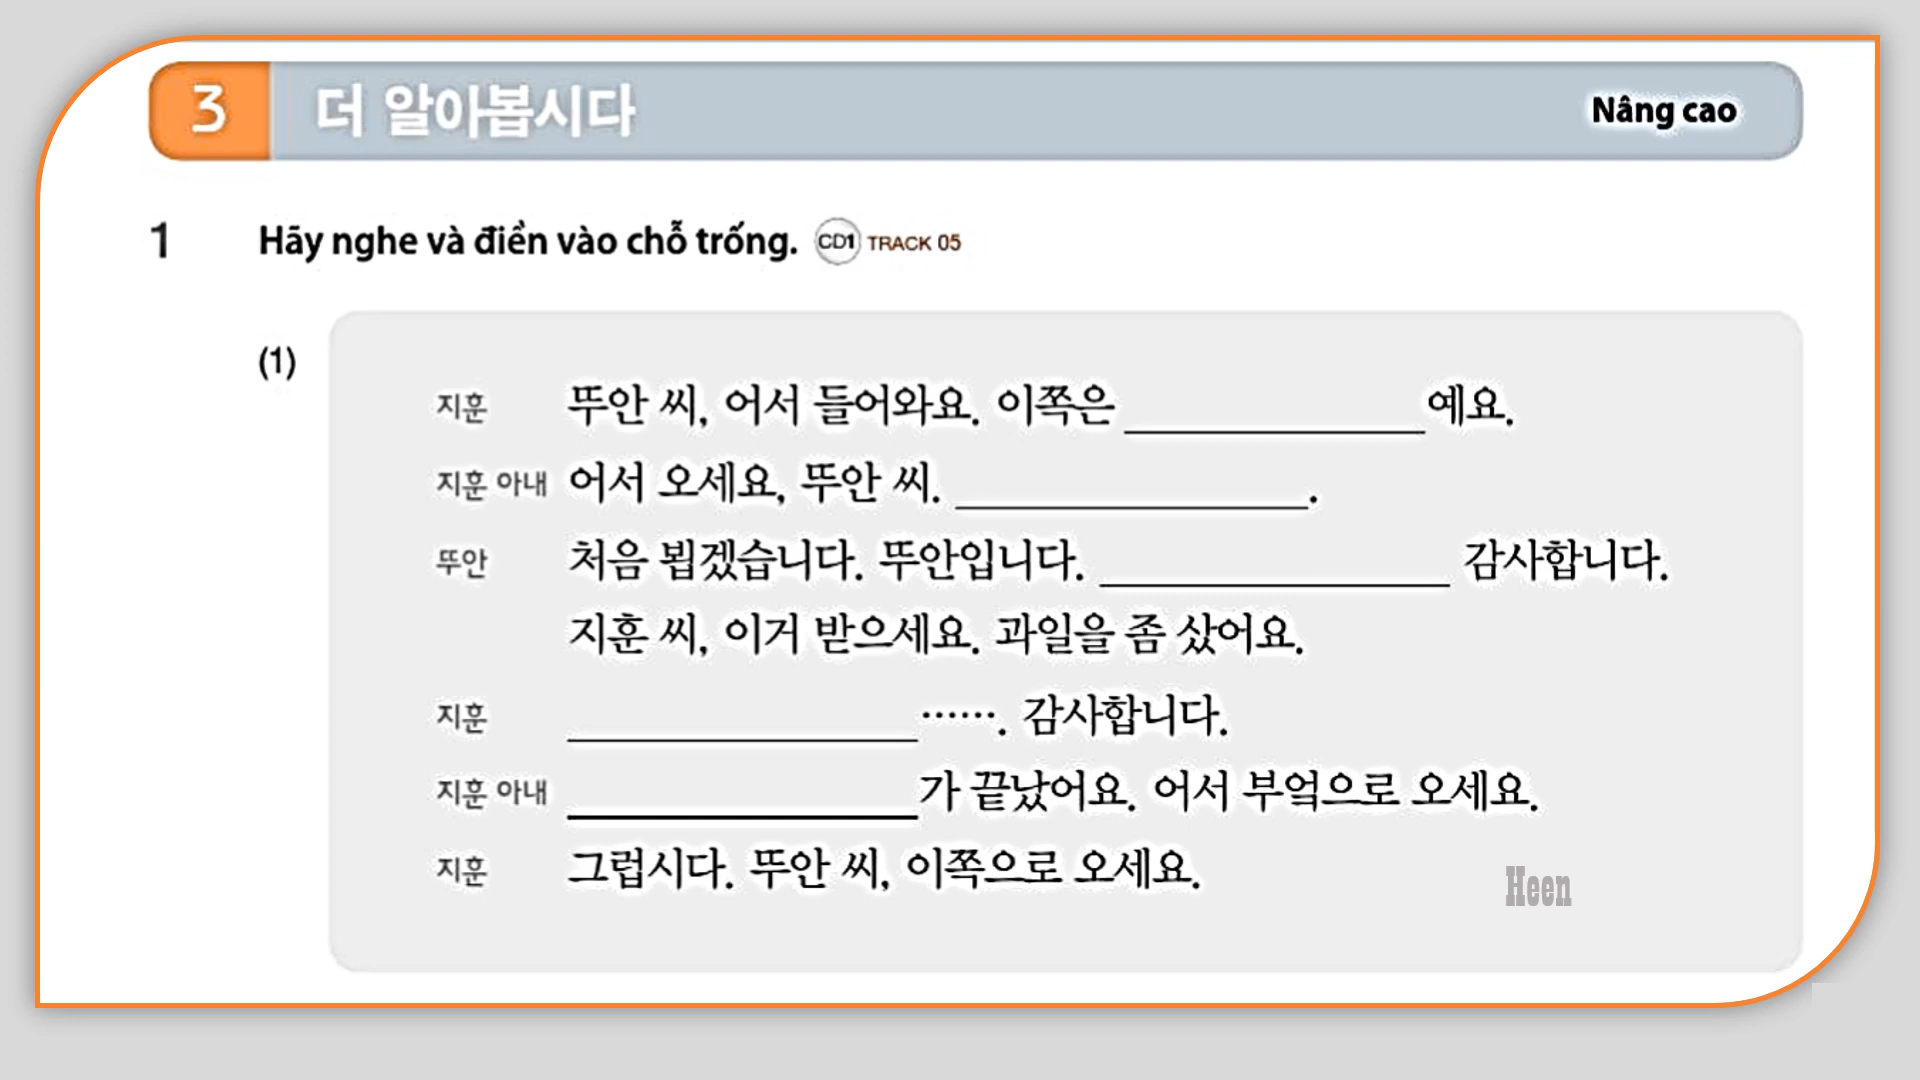 3 더 알아봅시다 Nâng cao
1 Hãy nghe và điền vào chỗ trống. CD1 TRACK 05
(1)
지훈 뚜안 씨, 어서 들어와요. 이쪽은 ____________ 예요.
지훈 아내 어서 오세요, 뚜안 씨. ____________.
뚜안 처음 뵙겠습니다. 뚜안입니다. ____________ 감사합니다.
지훈 씨, 이거 받으세요. 과일을 좀 샀어요.
지훈 ____________ ……. 감사합니다.
지훈 아내 ____________가 끝났어요. 어서 부엌으로 오세요.
지훈 그럽시다. 뚜안 씨, 이쪽으로 오세요.
Heen